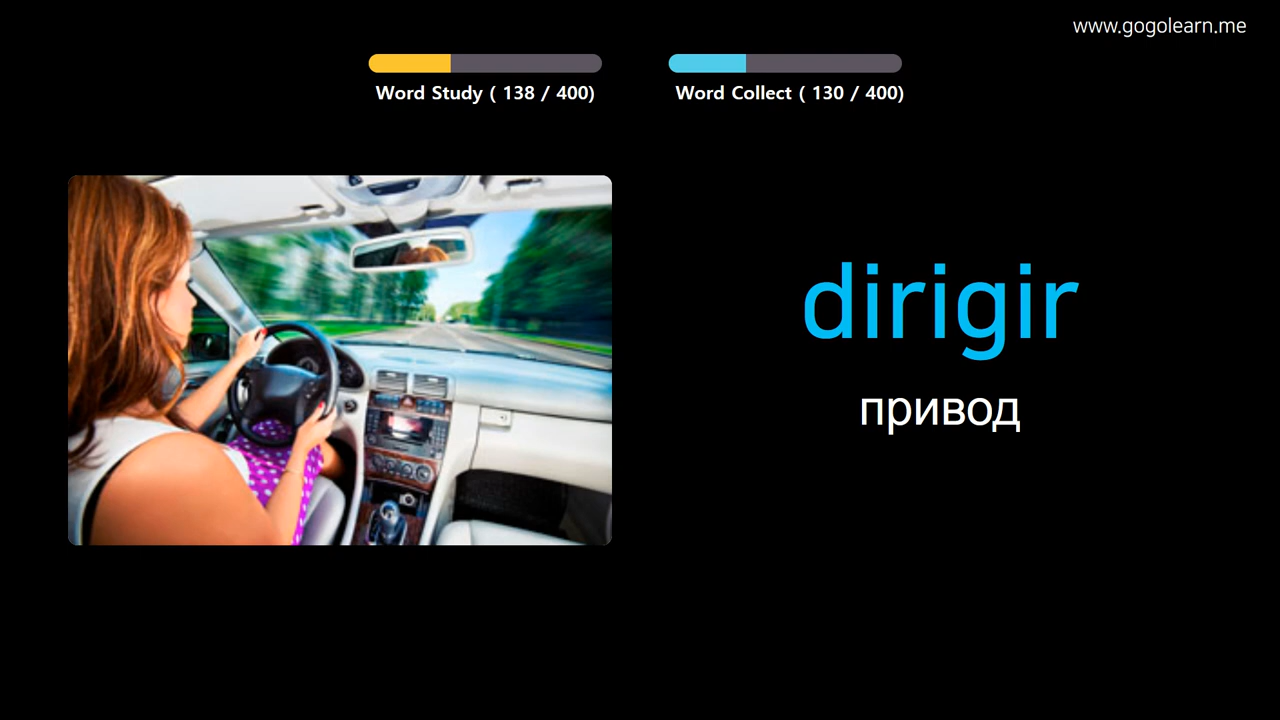 www.gogolearn.me
Word Study ( 138 / 400)
Word Collect ( 130 / 400)
dirigir
привод